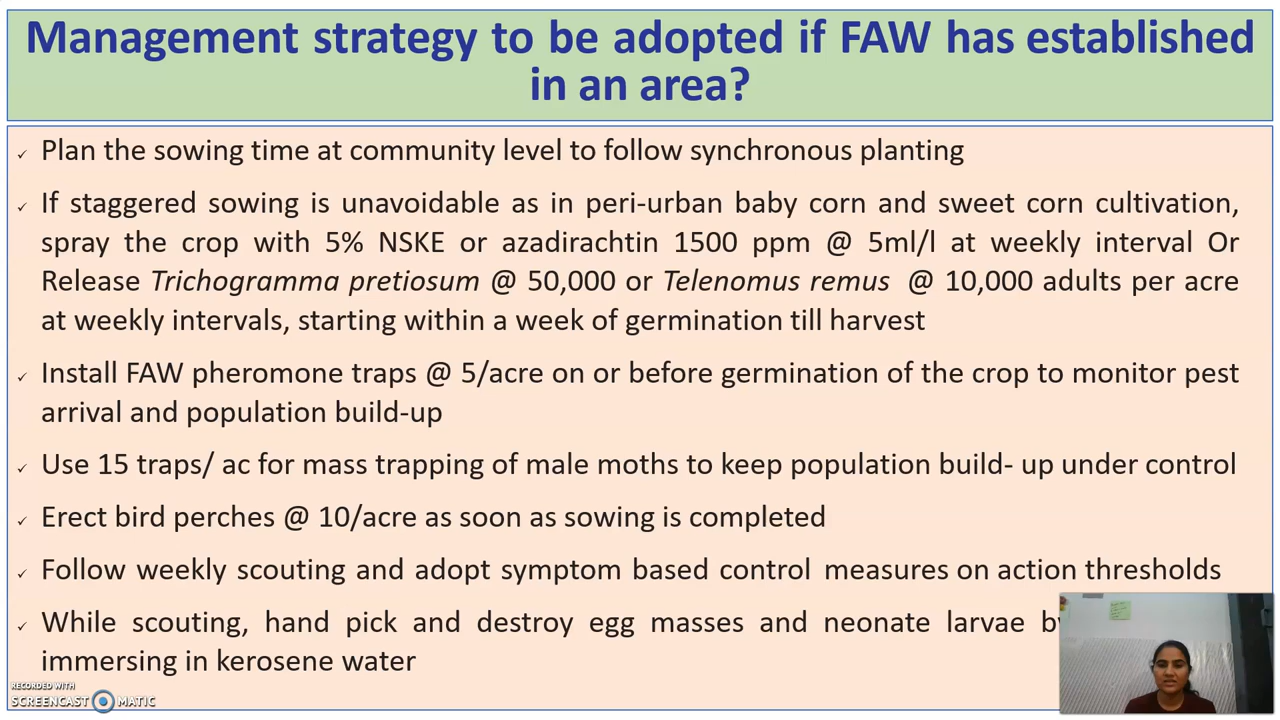 Management strategy to be adopted if FAW has established
in an area?
✓ Plan the sowing time at community level to follow synchronous planting
✓ If staggered sowing is unavoidable as in peri-urban baby corn and sweet corn cultivation,
spray the crop with 5% NSKE or azadirachtin 1500 ppm @ 5ml/l at weekly interval Or
Release Trichogramma pretiosum @ 50,000 or Telenomus remus @ 10,000 adults per acre
at weekly intervals, starting within a week of germination till harvest
✓ Install FAW pheromone traps @ 5/acre on or before germination of the crop to monitor pest
arrival and population build-up
✓ Use 15 traps/ ac for mass trapping of male moths to keep population build- up under control
✓ Erect bird perches @ 10/acre as soon as sowing is completed
✓ Follow weekly scouting and adopt symptom based control measures on action thresholds
✓ While scouting, hand pick and destroy egg masses and neonate larvae
immersing in kerosene water
RECORDED WITH
SCREENCAST MATIC